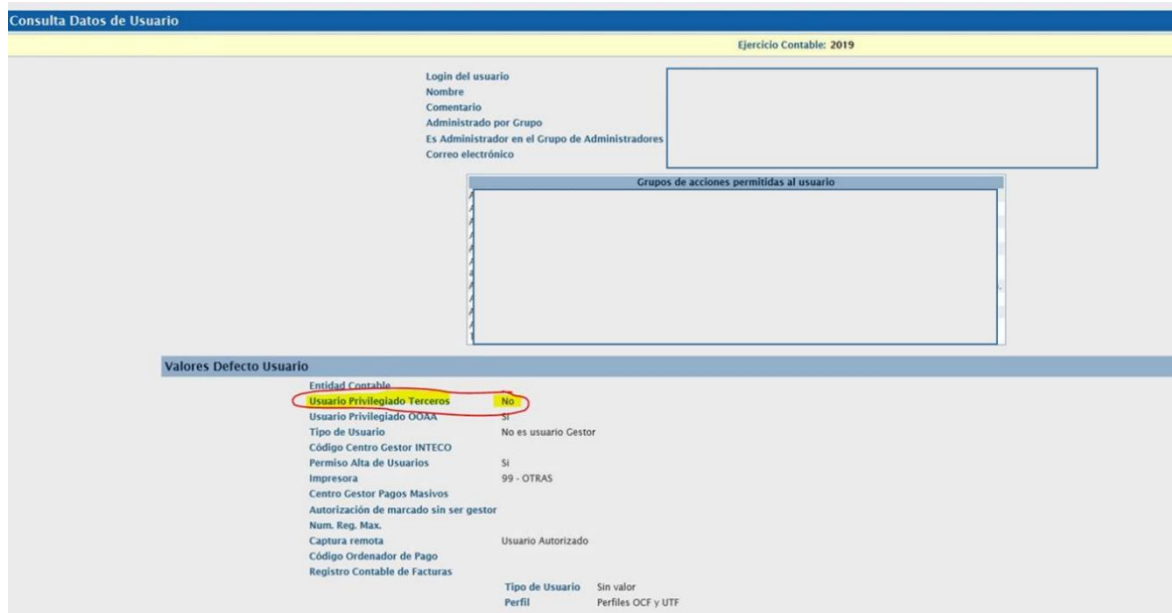 Consulta Datos de Usuario
Ejercicio Contable: 2019
Login del usuario
Nombre
Comentario
Administrado por Grupo
Es Administrador en el Grupo de Administradores
Correo electrónico
Grupos de acciones permitidas al usuario
Valores Defecto Usuario
Entidad Contable
Usuario Privilegiado Terceros No
Usuario Privilegiado OOAA Si
Tipo de Usuario No es usuario Gestor
Código Centro Gestor INTECO
Permiso Alta de Usuarios Si
Impresora 99 - OTRAS
Centro Gestor Pagos Masivos
Autorización de marcado sin ser gestor
Num. Reg. Max.
Captura remota Usuario Autorizado
Código Ordenador de Pago
Registro Contable de Facturas
Tipo de Usuario Sin valor
Perfil Perfiles OCF y UTF